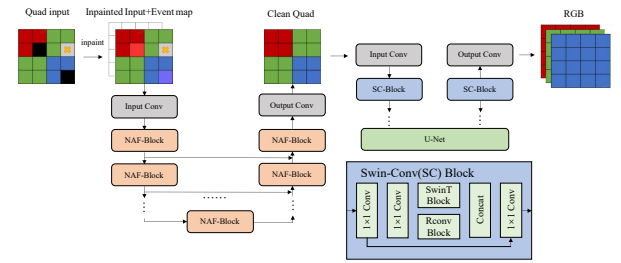 Quad input
Inpainted Input+Event map
Clean Quad
RGB
inpaint
Input Conv
Output Conv
Input Conv
Output Conv
SC-Block
SC-Block
NAF-Block
NAF-Block
NAF-Block
NAF-Block
NAF-Block
U-Net
Swin-Conv(SC) Block
1×1 Conv
1×1 Conv
SwinT
Block
Rconv
Block
Concat
1×1 Conv